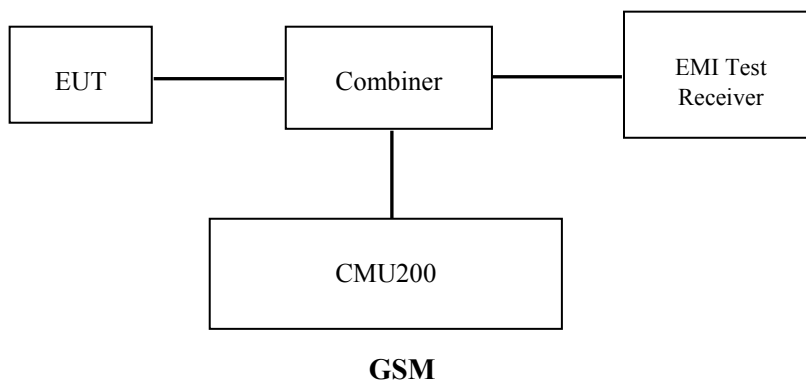 EUT
Combiner
EMI Test
Receiver
CMU200
GSM